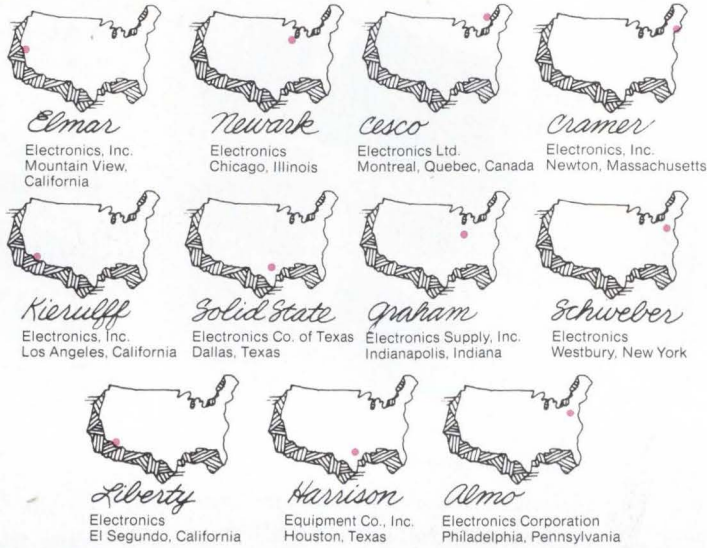 Elmar
Electronics, Inc.
Mountain View,
California
Newark
Electronics
Chicago, Illinois
Cesco
Electronics Ltd.
Montreal, Quebec, Canada
Cramer
Electronics, Inc.
Newton, Massachusetts
Kierulff
Electronics, Inc.
Los Angeles, California
Solid State
Electronics Co. of Texas
Dallas, Texas
Graham
Electronics Supply, Inc.
Indianapolis, Indiana
Schweber
Electronics
Westbury, New York
Liberty
Electronics
El Segundo, California
Harrison
Equipment Co., Inc.
Houston, Texas
Almo
Electronics Corporation
Philadelphia, Pennsylvania